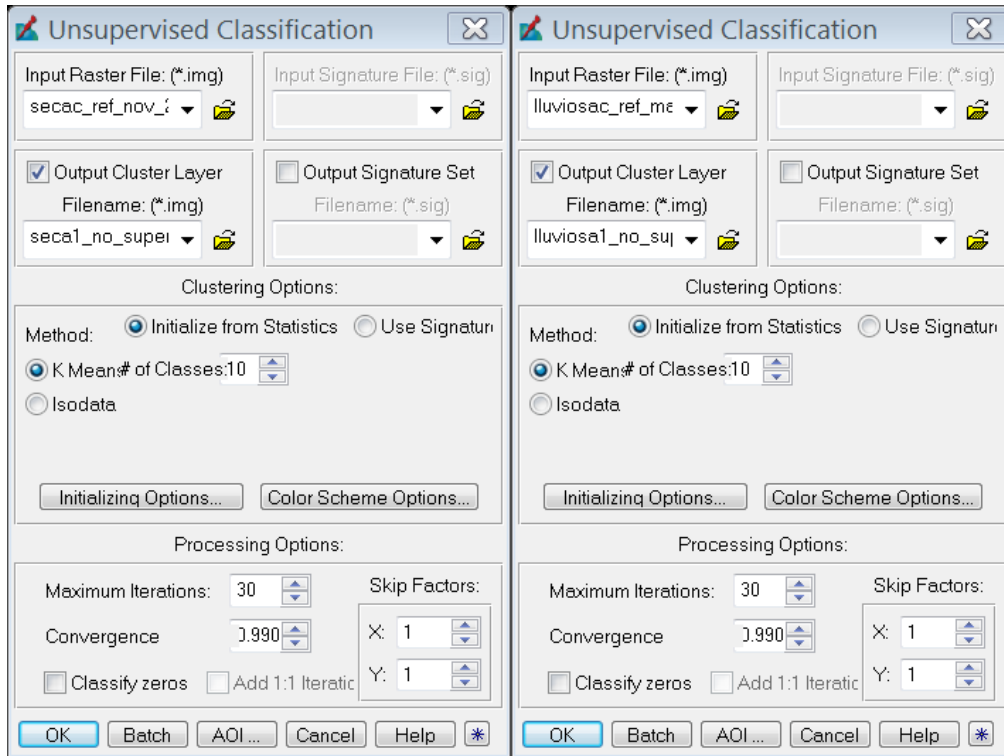 Unsupervised Classification
Input Raster File: (*.img) Input Signature File: (*.sig)
secac_ref_nov_2
Output Cluster Layer Output Signature Set
Filename: (*.img) Filename: (*.sig)
seca1_no_super
Clustering Options:
Method: Initialize from Statistics Use Signature
K Means # of Classes: 10
Isodata
Initializing Options... Color Scheme Options...
Processing Options:
Maximum Iterations: 30 Skip Factors:
Convergence 0.990 X: 1
Classify zeros Add 1:1 Iteratic Y: 1
OK Batch AOI ... Cancel Help *
Unsupervised Classification
Input Raster File: (*.img) Input Signature File: (*.sig)
lluviosac_ref_ma
Output Cluster Layer Output Signature Set
Filename: (*.img) Filename: (*.sig)
lluviosa1_no_sup
Clustering Options:
Method: Initialize from Statistics Use Signature
K Means # of Classes: 10
Isodata
Initializing Options... Color Scheme Options...
Processing Options:
Maximum Iterations: 30 Skip Factors:
Convergence 0.990 X: 1
Classify zeros Add 1:1 Iteratic Y: 1
OK Batch AOI ... Cancel Help *